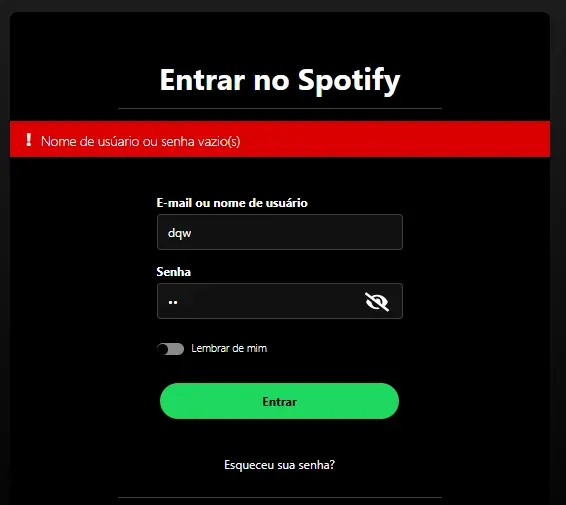 Entrar no Spotify
! Nome de usúario ou senha vazio(s)
E-mail ou nome de usuário
dqw
Senha
••
Lembrar de mim
Entrar
Esqueceu sua senha?